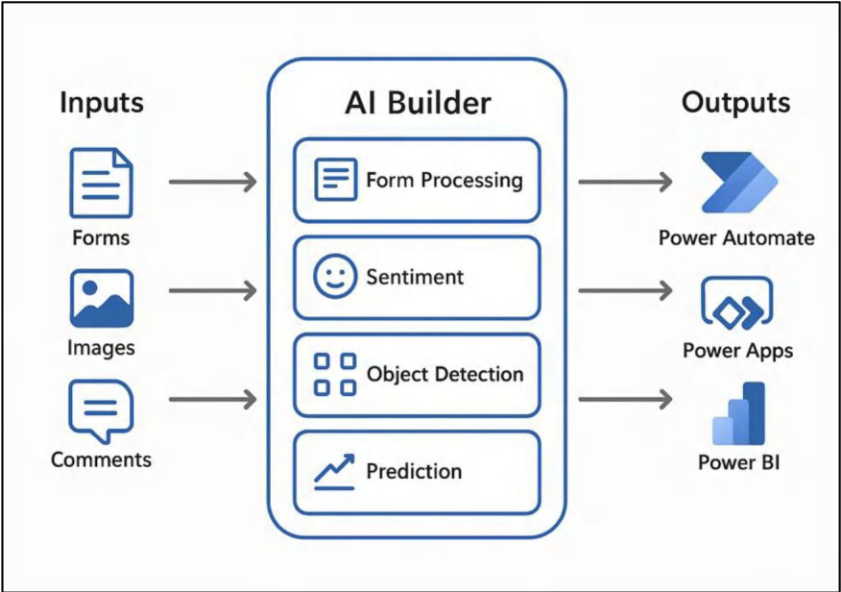 Inputs
AI Builder
Outputs
Forms
Images
Comments
Form Processing
Sentiment
Object Detection
Prediction
Power Automate
Power Apps
Power BI